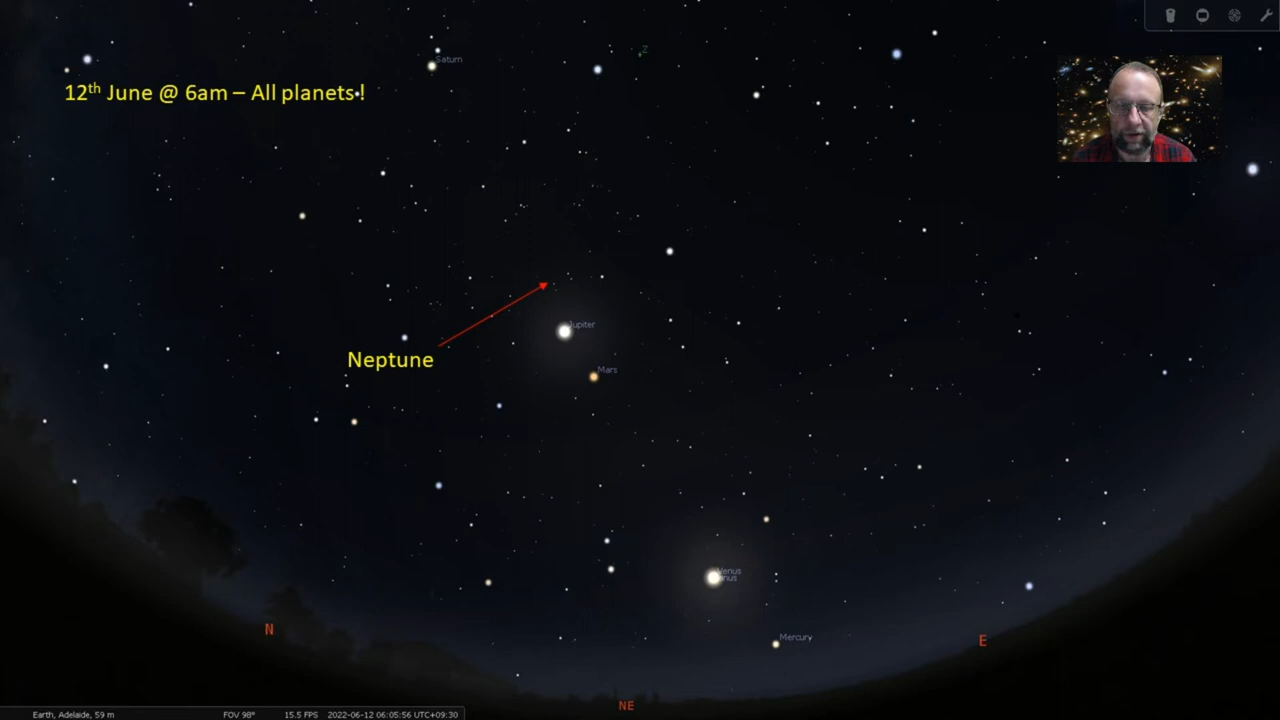 Z
Saturn
12th June @ 6am – All planets!
Jupiter
Neptune
Mars
Venus
Mercury
N
E
NE
Earth, Adelaide, 59 m
FOV 98°
15.5 FPS
2022-06-12 06:05:56 UTC+09:30